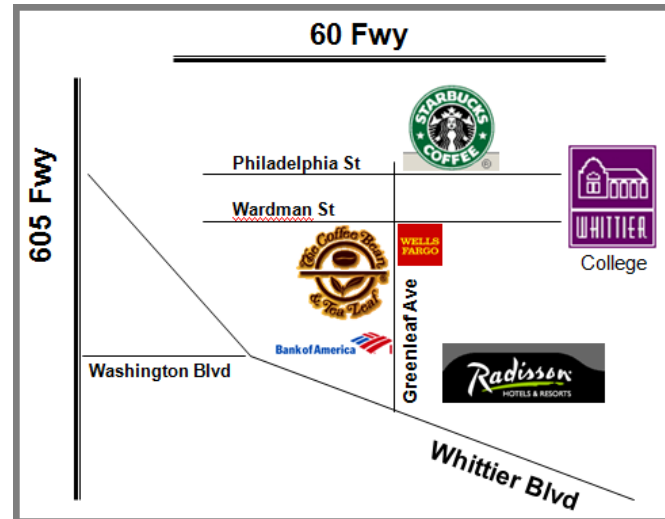 60 Fwy
605 Fwy
STARBUCKS
COFFEE
®
Philadelphia St
Wardman St
WHITTIER
College
The Coffee Bean
& Tea Leaf
WELLS
FARGO
Greenleaf Ave
Bank of America
Washington Blvd
Radisson
HOTELS & RESORTS
Whittier Blvd